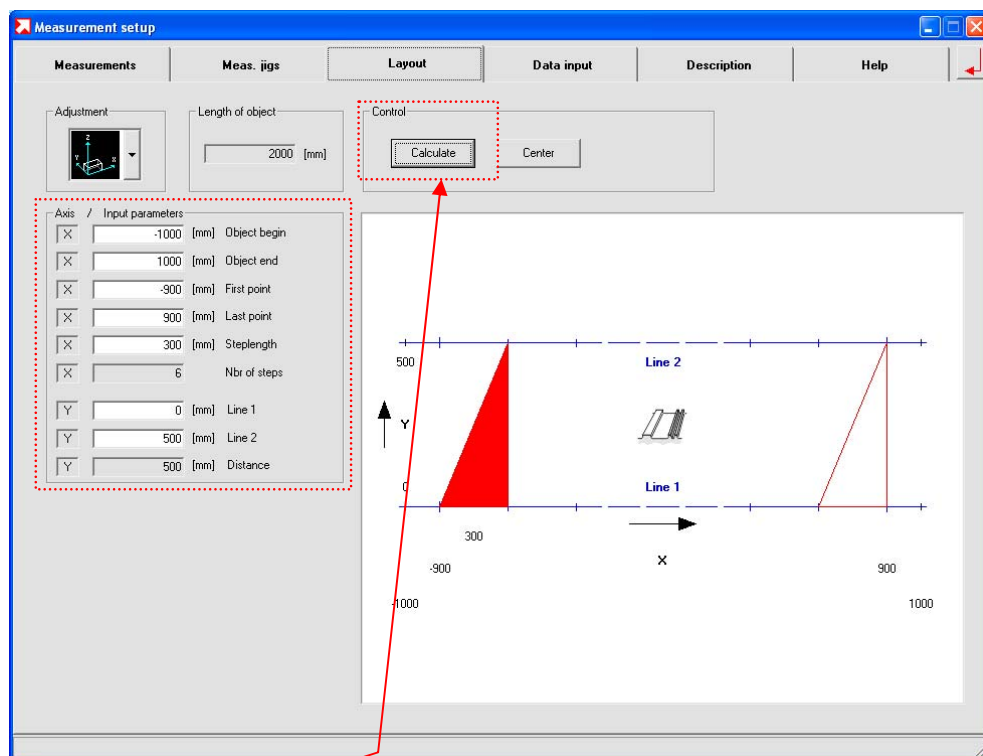 Measurement setup
Measurements
Meas. jigs
Layout
Data input
Description
Help
Adjustment
Z
Y
X
Length of object
2000 [mm]
Control
Calculate
Center
Axis / Input parameters
X -1000 [mm] Object begin
X 1000 [mm] Object end
X -900 [mm] First point
X 900 [mm] Last point
X 300 [mm] Steplength
X 6 Nbr of steps
Y 0 [mm] Line 1
Y 500 [mm] Line 2
Y 500 [mm] Distance
500
Line 2
Y
0
Line 1
300
X
-900
900
-1000
1000